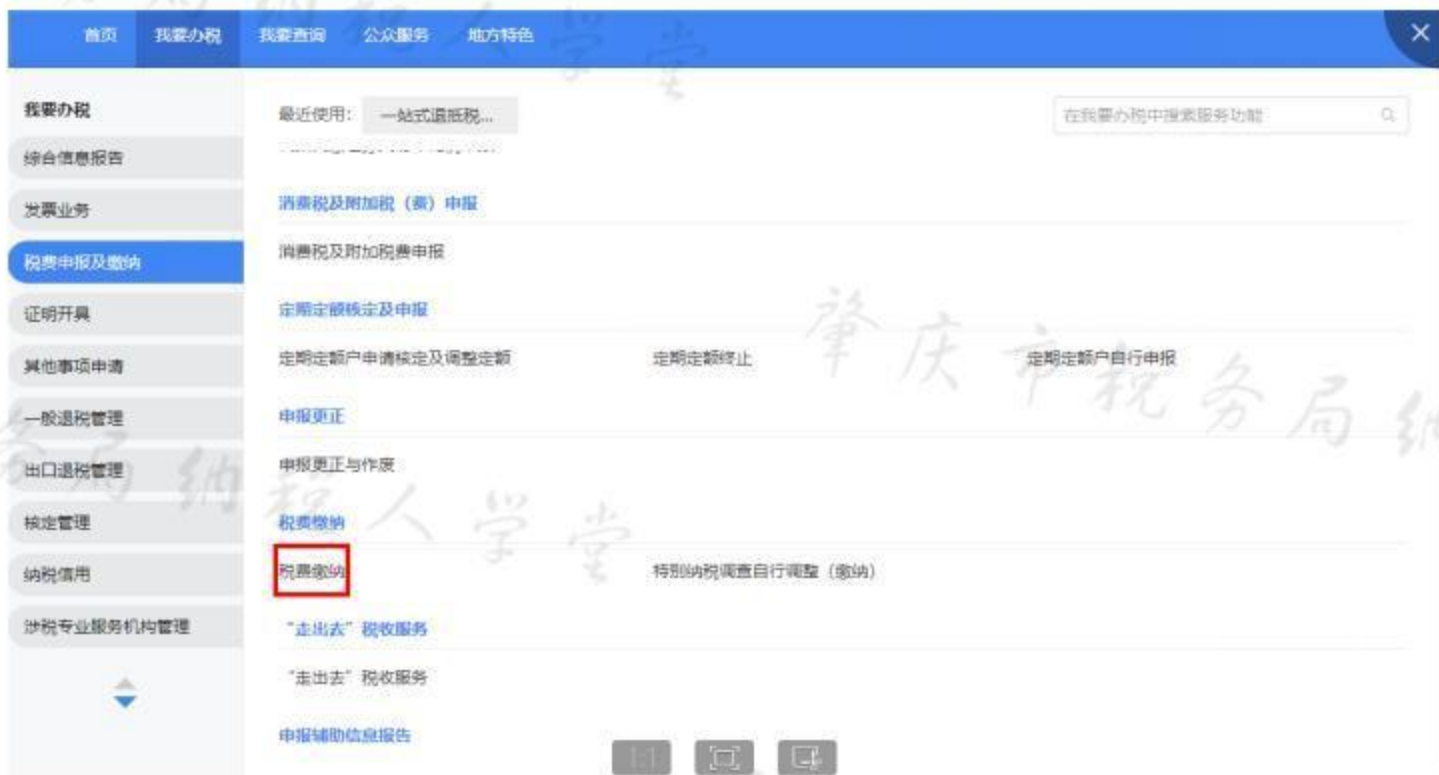 首页 我要办税 我要查询 公众服务 地方特色
我要办税
综合信息报告
发票业务
税费申报及缴纳
证明开具
其他事项申请
一般退税管理
出口退税管理
核定管理
纳税信用
涉税专业服务机构管理
最近使用： 一站式退抵税... 在我要办税中搜索服务功能
消费税及附加税（费）申报
消费税及附加税费申报
定期定额核定及申报
定期定额户申请核定及调整定额 定期定额终止 定期定额户自行申报
申报更正
申报更正与作废
税费缴纳
税费缴纳 特别纳税调查自行调整（缴纳）
“走出去”税收服务
“走出去”税收服务
申报辅助信息报告
1:1
肇庆市税务局纳
务局纳税人学堂